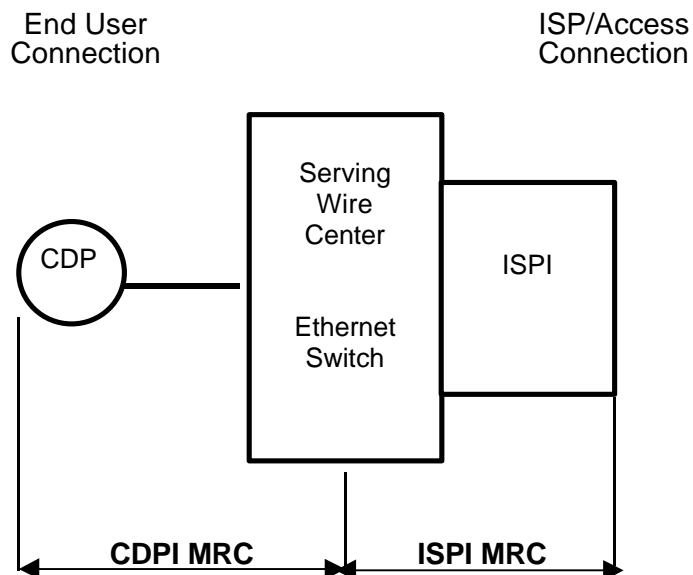 End User
Connection
ISP/Access
Connection
Serving
Wire
Center
CDP
ISPI
Ethernet
Switch
CDPI MRC
ISPI MRC